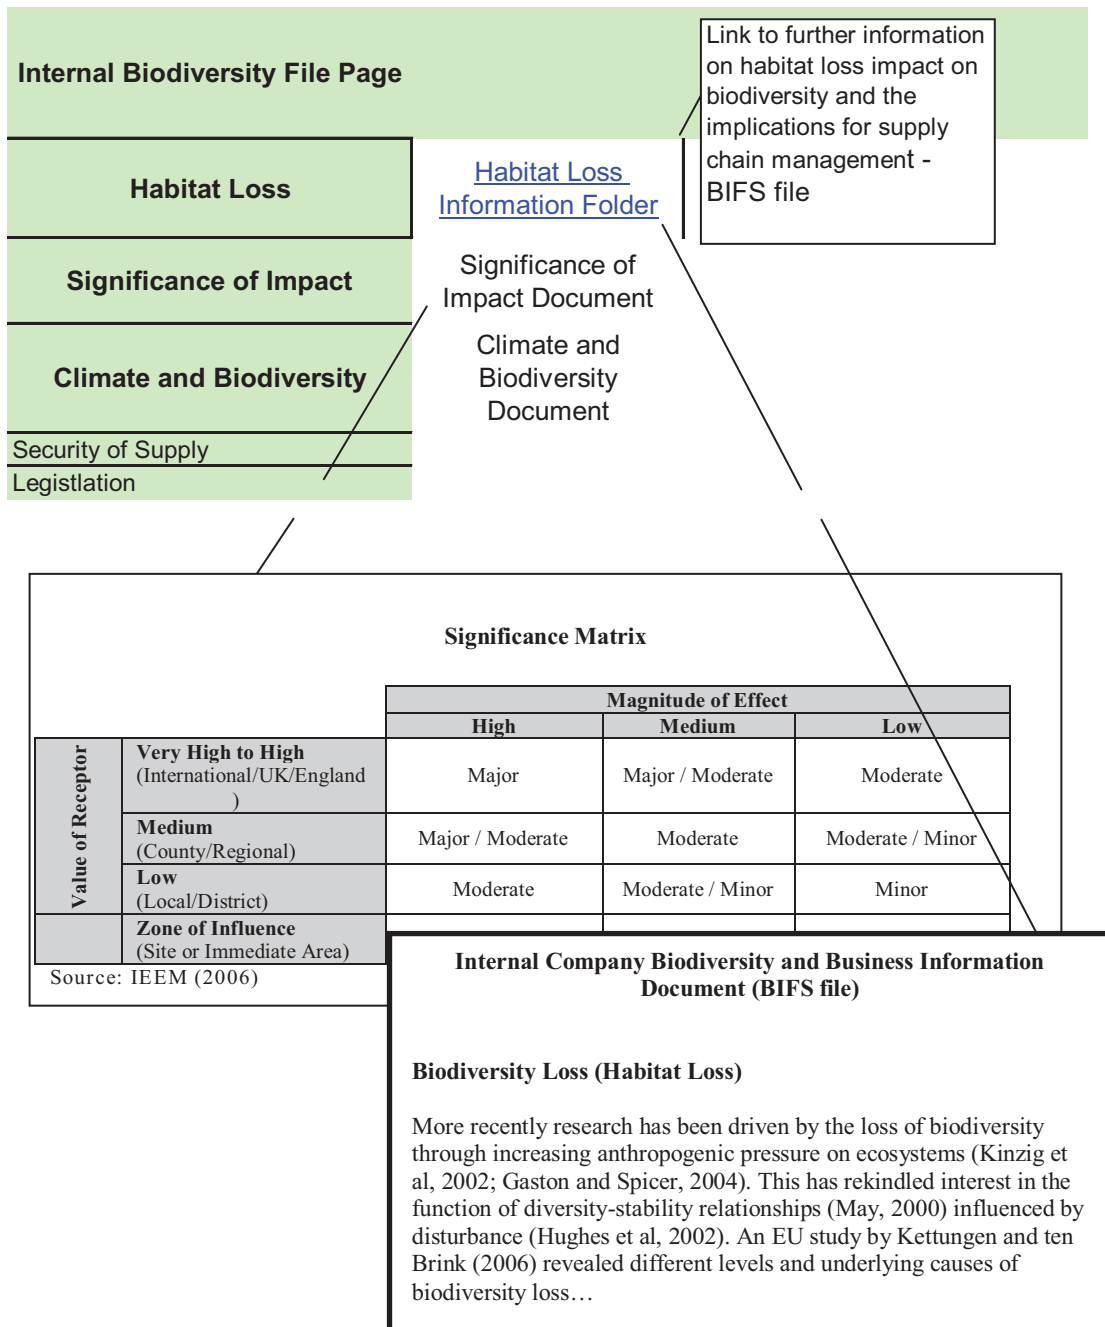 Internal Biodiversity File Page
Link to further information
on habitat loss impact on
biodiversity and the
implications for supply
chain management -
BIFS file
Habitat Loss
Habitat Loss
Information Folder
Significance of Impact
Significance of
Impact Document
Climate and Biodiversity
Climate and
Biodiversity
Document
Security of Supply
Legistlation
Significance Matrix
Magnitude of Effect
High
Medium
Low
Value of Receptor
Very High to High
(International/UK/England
)
Major
Major / Moderate
Moderate
Medium
(County/Regional)
Major / Moderate
Moderate
Moderate / Minor
Low
(Local/District)
Moderate
Moderate / Minor
Minor
Zone of Influence
(Site or Immediate Area)
Source: IEEM (2006)
Internal Company Biodiversity and Business Information
Document (BIFS file)
Biodiversity Loss (Habitat Loss)
More recently research has been driven by the loss of biodiversity
through increasing anthropogenic pressure on ecosystems (Kinzig et
al, 2002; Gaston and Spicer, 2004). This has rekindled interest in the
function of diversity-stability relationships (May, 2000) influenced by
disturbance (Hughes et al, 2002). An EU study by Kettungen and ten
Brink (2006) revealed different levels and underlying causes of
biodiversity loss…